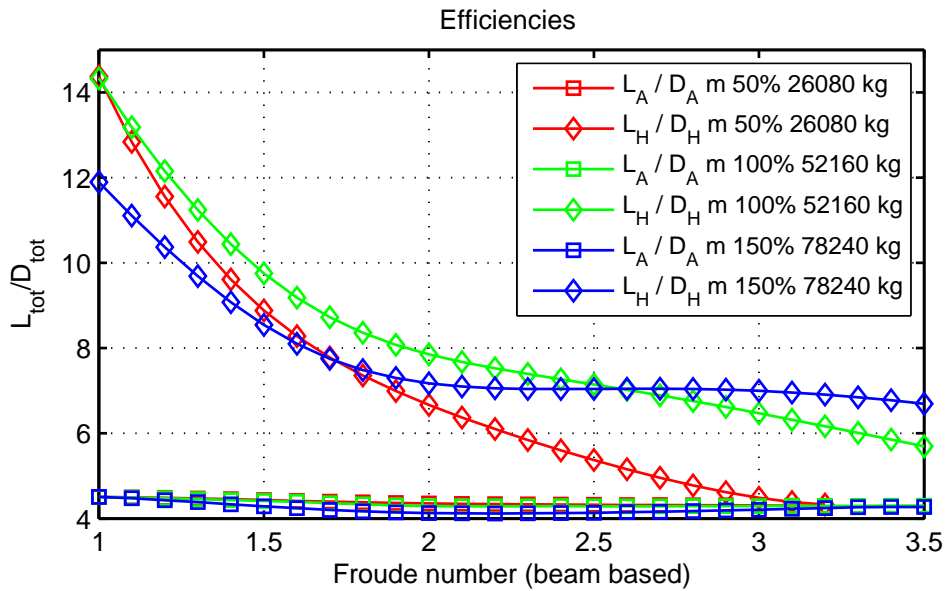 Efficiencies
L_tot/D_tot
14
12
10
8
6
4
1
1.5
2
2.5
3
3.5
Froude number (beam based)
L_A / D_A m 50% 26080 kg
L_H / D_H m 50% 26080 kg
L_A / D_A m 100% 52160 kg
L_H / D_H m 100% 52160 kg
L_A / D_A m 150% 78240 kg
L_H / D_H m 150% 78240 kg